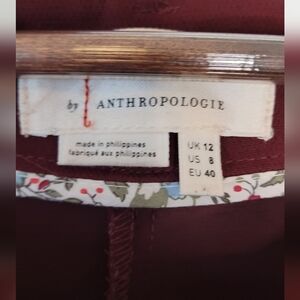 by ANTHROPOLOGIE
made in philippines
fabriqué aux philippines
UK 12
US 8
EU 40